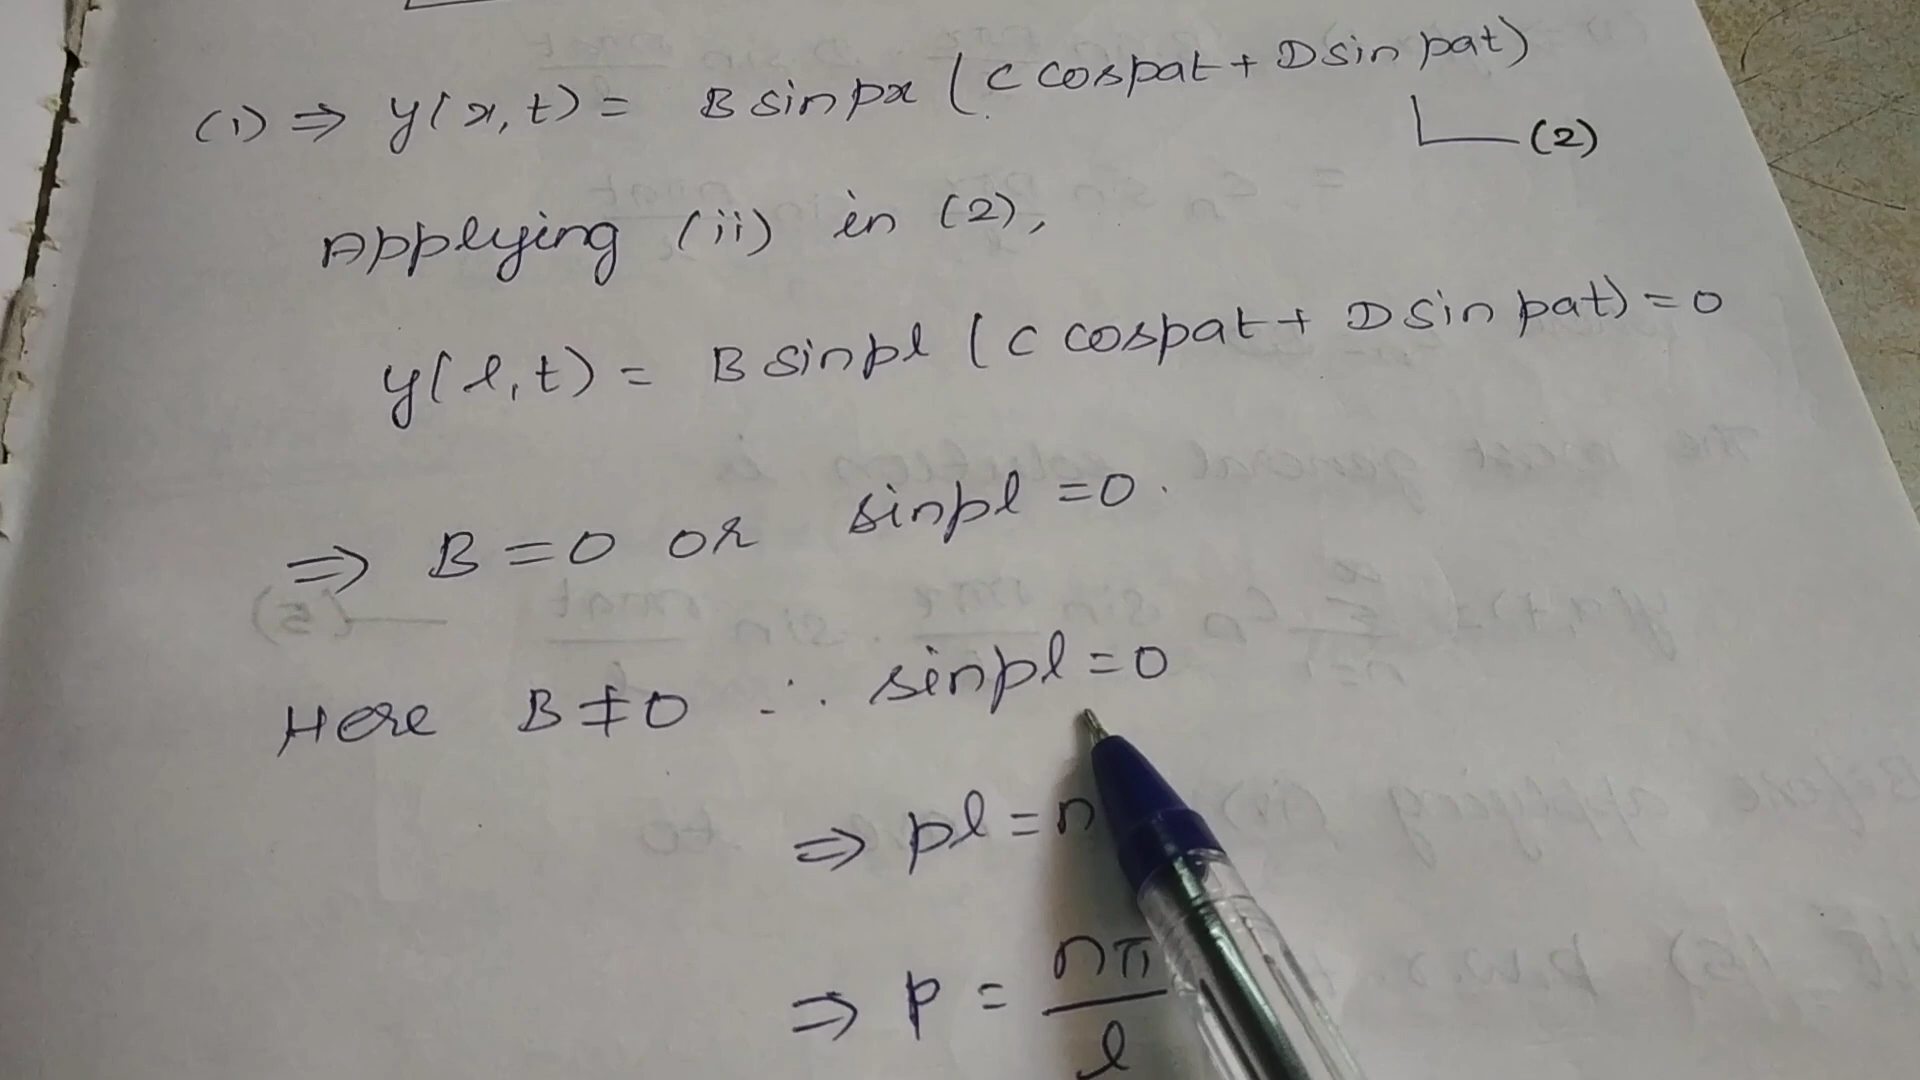 (1) ⇒ y(x,t) = B sin px ( C cos pat + D sin pat)
(2)
Applying (ii) in (2),
y(l,t) = B sin pl ( C cos pat + D sin pat) = 0
⇒ B = 0 or sin pl = 0.
Here B ≠ 0 ∴ sin pl = 0
⇒ pl = n
⇒ p = nπ
l